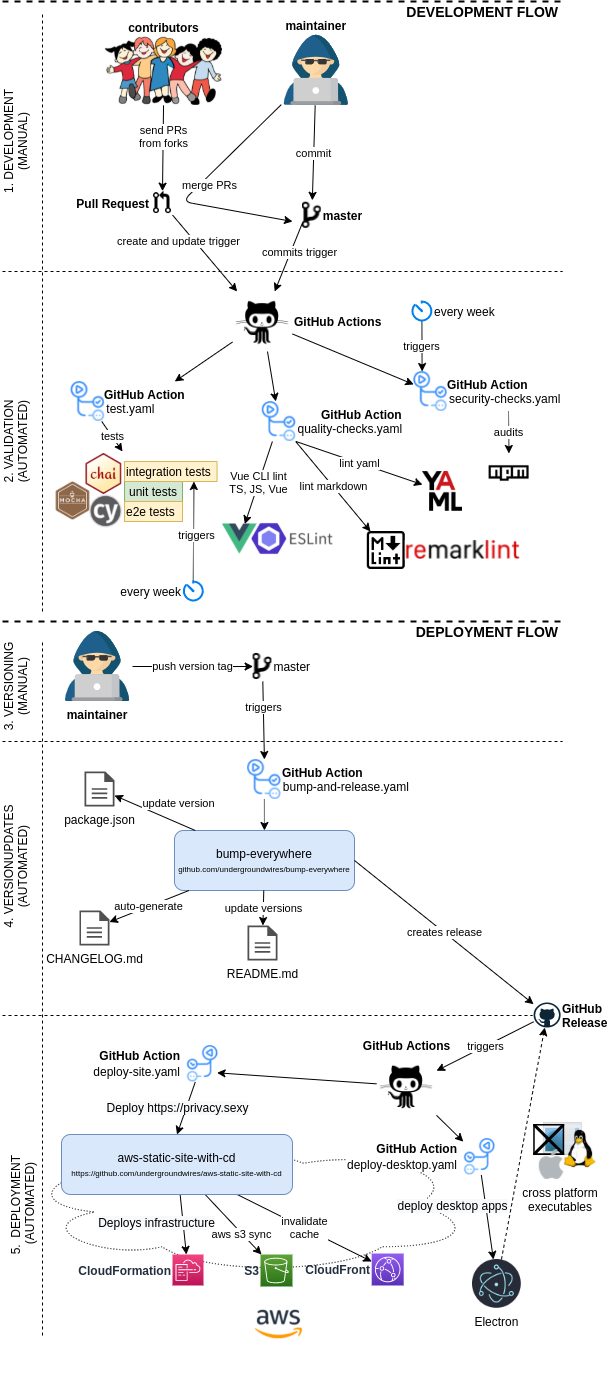 DEVELOPMENT FLOW
contributors
maintainer
1. DEVELOPMENT
(MANUAL)
send PRs
from forks
commit
merge PRs
Pull Request
master
create and update trigger
commits trigger
2. VALIDATION
(AUTOMATED)
GitHub Actions
every week
triggers
GitHub Action
test.yaml
GitHub Action
quality-checks.yaml
GitHub Action
security-checks.yaml
tests
audits
chai
MOCHA
cy
integration tests
unit tests
e2e tests
Vue CLI lint
TS, JS, Vue
lint yaml
lint markdown
YAML
npm
triggers
ESLint
M Lint
remarklint
every week
DEPLOYMENT FLOW
3. VERSIONING
(MANUAL)
maintainer
push version tag
master
triggers
4. VERSIONUPDATES
(AUTOMATED)
GitHub Action
bump-and-release.yaml
update version
package.json
bump-everywhere
github.com/undergroundwires/bump-everywhere
auto-generate
update versions
creates release
CHANGELOG.md
README.md
GitHub
Release
5. DEPLOYMENT
(AUTOMATED)
GitHub Actions
triggers
GitHub Action
deploy-site.yaml
Deploy https://privacy.sexy
aws-static-site-with-cd
https://github.com/undergroundwires/aws-static-site-with-cd
GitHub Action
deploy-desktop.yaml
cross platform
executables
deploy desktop apps
Deploys infrastructure
aws s3 sync
invalidate
cache
CloudFormation
S3
CloudFront
aws
Electron